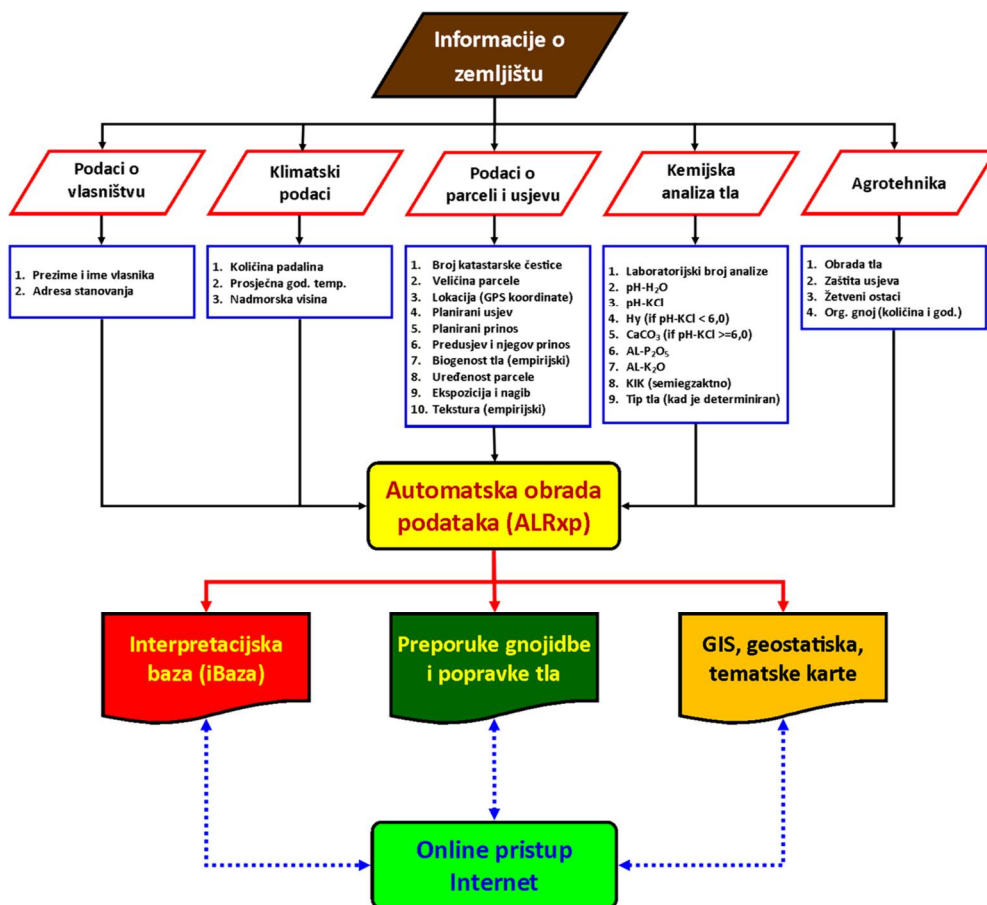 Informacije o
zemljištu
Podaci o
vlasništvu
Klimatski
podaci
Podaci o
parceli i usjevu
Kemijska
analiza tla
Agrotehnika
1. Prezime i ime vlasnika
2. Adresa stanovanja
1. Količina padalina
2. Prosječna god. temp.
3. Nadmorska visina
1. Broj katastarske čestice
2. Veličina parcele
3. Lokacija (GPS koordinate)
4. Planirani usjev
5. Planirani prinos
6. Predusjev i njegov prinos
7. Biogenost tla (empirijski)
8. Uređenost parcele
9. Ekspozicija i nagib
10. Tekstura (empirijski)
1. Laboratorijski broj analize
2. pH-H₂O
3. pH-KCl
4. Hy (if pH-KCl < 6,0)
5. CaCO₃ (if pH-KCl >=6,0)
6. AL-P₂O₅
7. AL-K₂O
8. KIK (semiegzaktno)
9. Tip tla (kad je determiniran)
1. Obrada tla
2. Zaštita usjeva
3. Žetveni ostaci
4. Org. gnoj (količina i god.)
Automatska obrada
podataka (ALRxp)
Interpretacijska
baza (iBaza)
Preporuke gnojidbe
i popravke tla
GIS, geostatiska,
tematske karte
Online pristup
Internet